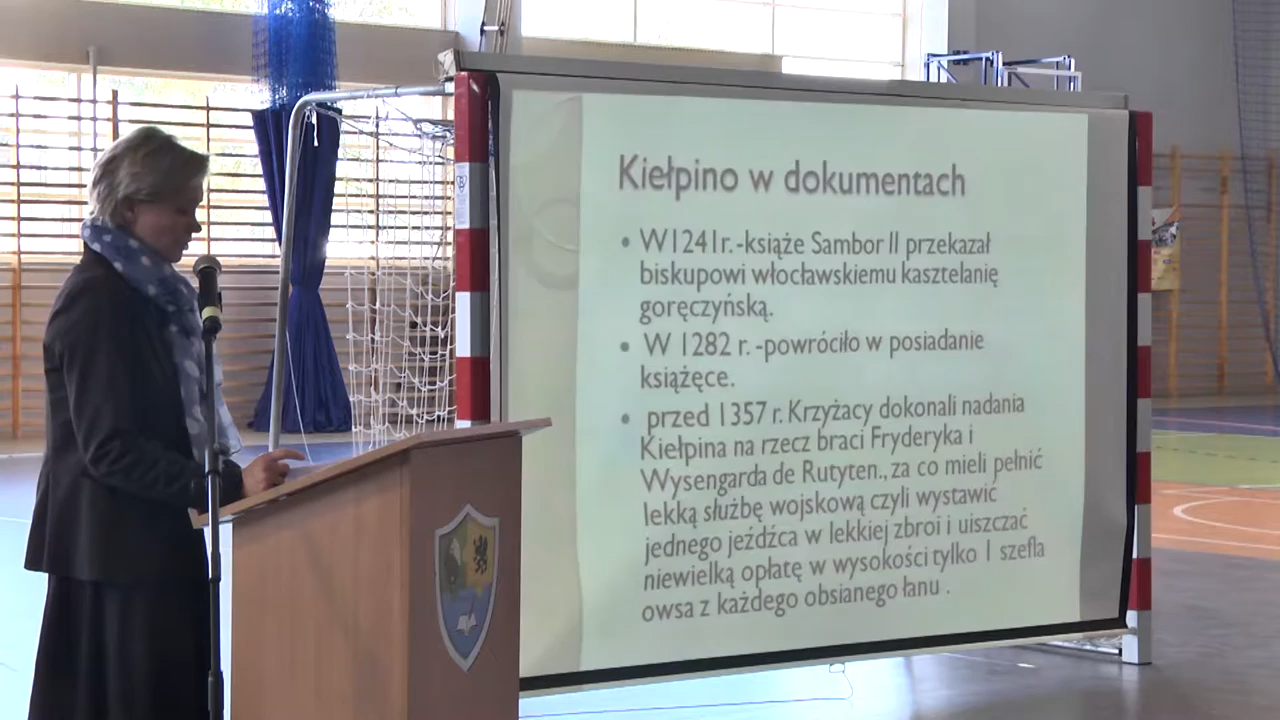 Kiełpino w dokumentach
• W1241r. -książe Sambor II przekazał
biskupowi włocławskiemu kasztelanię
goręczyńską.
• W 1282 r. -powróciło w posiadanie
książęce.
• przed 1357 r. Krzyżacy dokonali nadania
Kiełpina na rzecz braci Fryderyka i
Wysengarda de Rutyten., za co mieli pełnić
lekką służbę wojskową czyli wystawić
jednego jeźdźca w lekkiej zbroi i uiszczać
niewielką opłatę w wysokości tylko 1 szefla
owsa z każdego obsianego łanu .